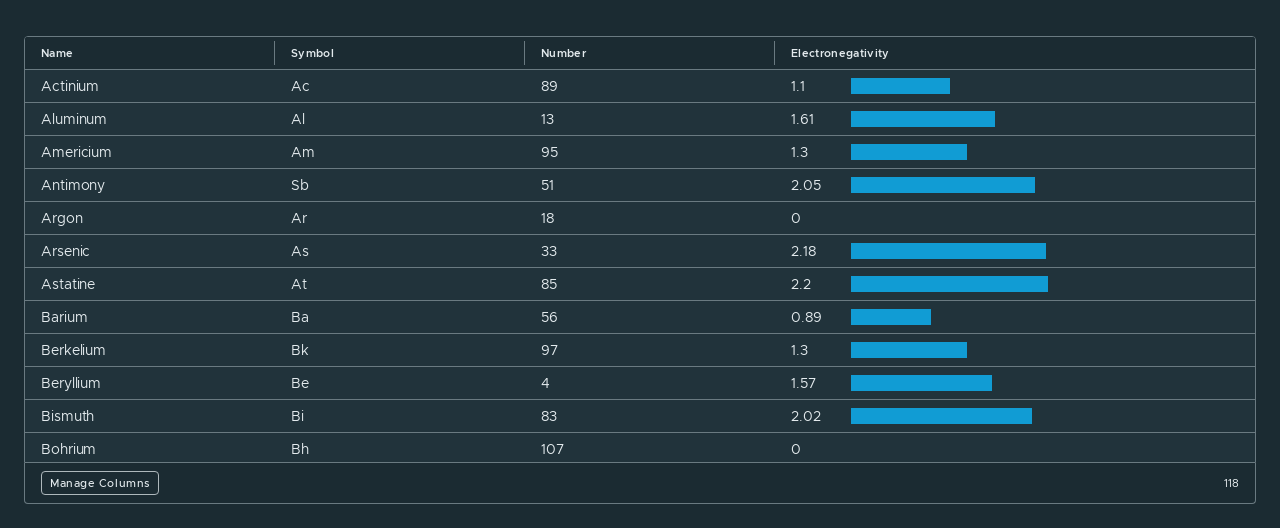 Name Symbol Number Electronegativity
Actinium Ac 89 1.1
Aluminum Al 13 1.61
Americium Am 95 1.3
Antimony Sb 51 2.05
Argon Ar 18 0
Arsenic As 33 2.18
Astatine At 85 2.2
Barium Ba 56 0.89
Berkelium Bk 97 1.3
Beryllium Be 4 1.57
Bismuth Bi 83 2.02
Bohrium Bh 107 0
Manage Columns 118